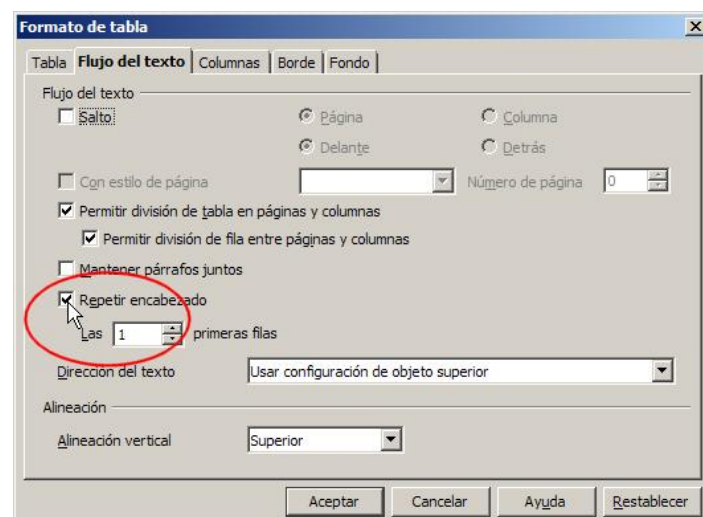 Formato de tabla
Tabla Flujo del texto Columnas Borde Fondo
Flujo del texto
Salto Página Columna
Delante Detrás
Con estilo de página Número de página 0
Permitir división de tabla en páginas y columnas
Permitir división de fila entre páginas y columnas
Mantener párrafos juntos
Repetir encabezado
Las 1 primeras filas
Dirección del texto Usar configuración de objeto superior
Alineación
Alineación vertical Superior
Aceptar Cancelar Ayuda Restablecer